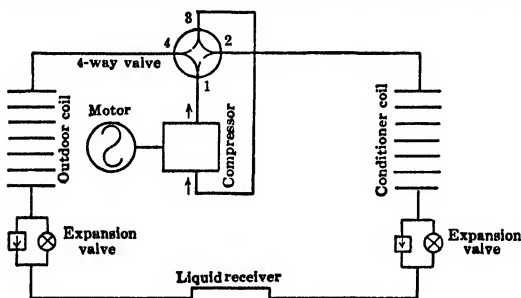 3
4
2
4-way valve
1
Motor
Compressor
Outdoor coil
Conditioner coil
Expansion
valve
Expansion
valve
Liquid receiver